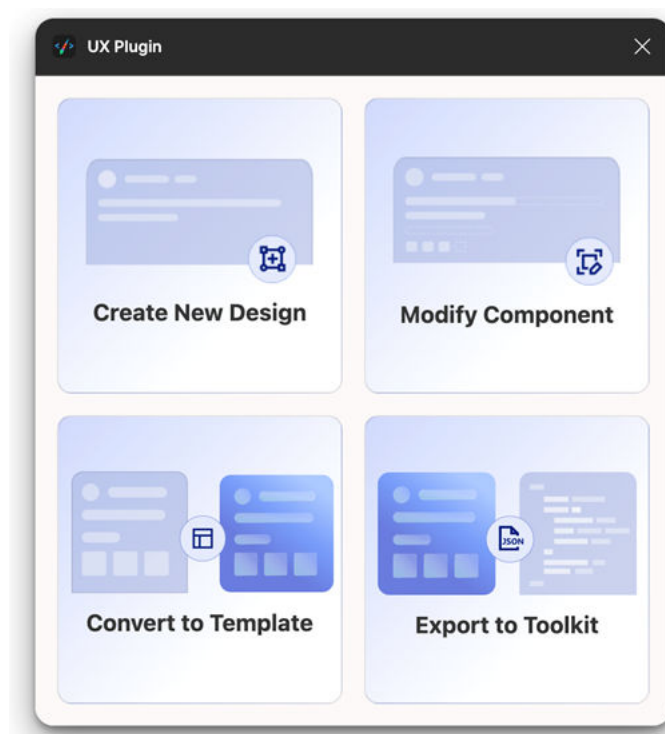 UX Plugin
Create New Design
Modify Component
Convert to Template
JSON
Export to Toolkit